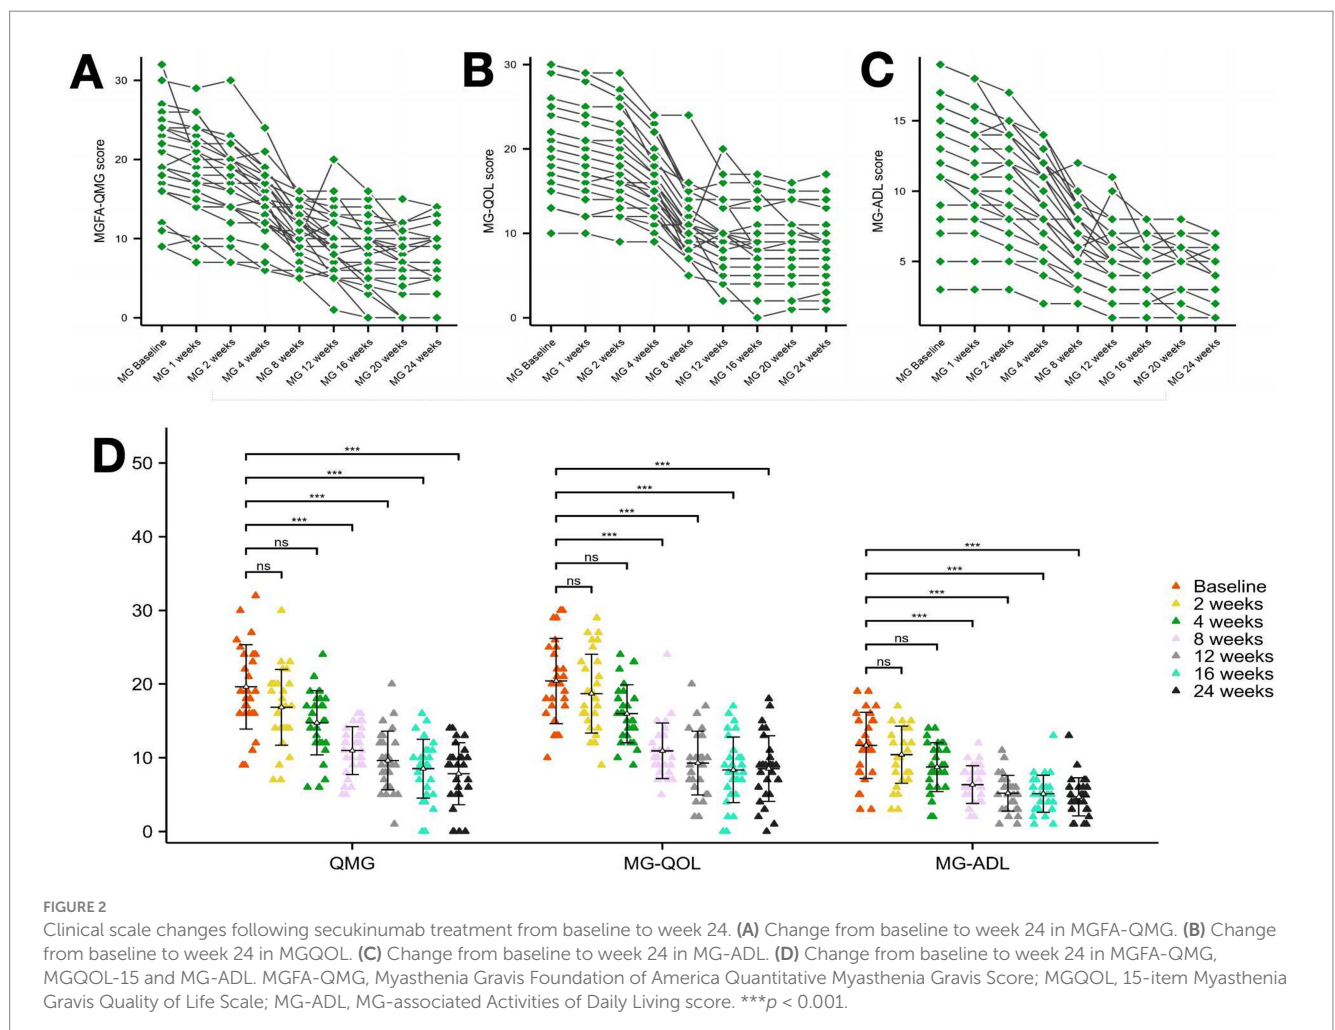 A
MGFA-QMG score
30
20
10
0
MG Baseline
MG 1 weeks
MG 2 weeks
MG 4 weeks
MG 8 weeks
MG 12 weeks
MG 16 weeks
MG 20 weeks
MG 24 weeks
B
MG-QOL score
30
20
10
0
MG Baseline
MG 1 weeks
MG 2 weeks
MG 4 weeks
MG 8 weeks
MG 12 weeks
MG 16 weeks
MG 20 weeks
MG 24 weeks
C
MG-ADL score
15
10
5
MG Baseline
MG 1 weeks
MG 2 weeks
MG 4 weeks
MG 8 weeks
MG 12 weeks
MG 16 weeks
MG 20 weeks
MG 24 weeks
D
50
40
30
20
10
0
***
***
***
***
ns
ns
***
***
***
***
ns
ns
***
***
***
***
ns
ns
QMG
MG-QOL
MG-ADL
Baseline
2 weeks
4 weeks
8 weeks
12 weeks
16 weeks
24 weeks
FIGURE 2
Clinical scale changes following secukinumab treatment from baseline to week 24. (A) Change from baseline to week 24 in MGFA-QMG. (B) Change
from baseline to week 24 in MGQOL. (C) Change from baseline to week 24 in MG-ADL. (D) Change from baseline to week 24 in MGFA-QMG,
MGQOL-15 and MG-ADL. MGFA-QMG, Myasthenia Gravis Foundation of America Quantitative Myasthenia Gravis Score; MGQOL, 15-item Myasthenia
Gravis Quality of Life Scale; MG-ADL, MG-associated Activities of Daily Living score. ***p < 0.001.